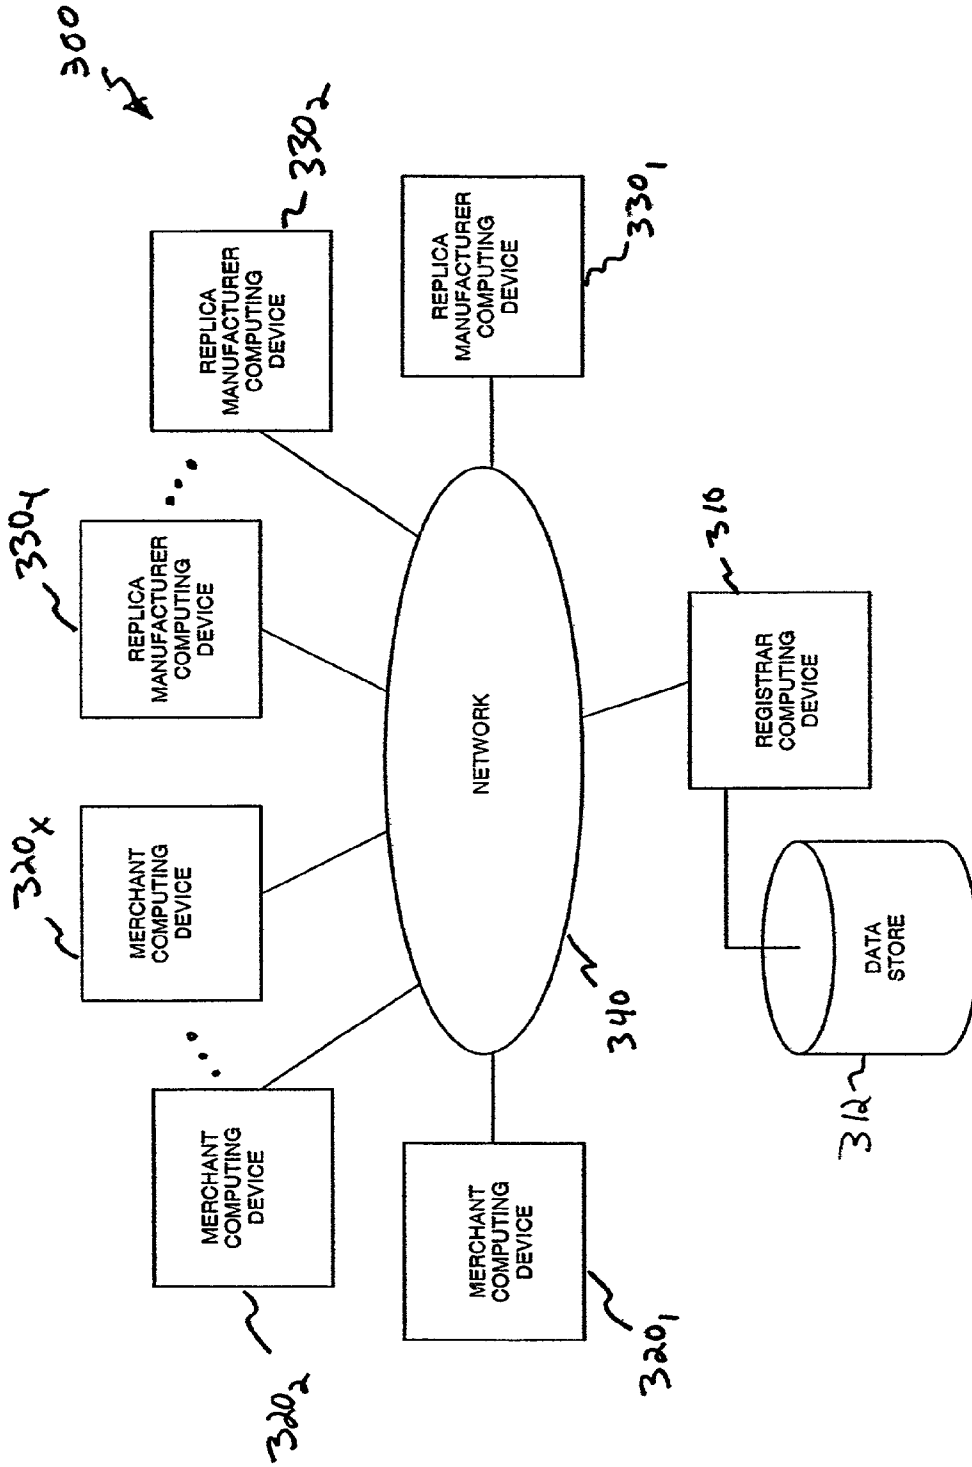 300
MERCHANT
COMPUTING
DEVICE
320₁
MERCHANT
COMPUTING
DEVICE
320₂
...
MERCHANT
COMPUTING
DEVICE
320ₓ
REPLICA
MANUFACTURER
COMPUTING
DEVICE
330Y
...
REPLICA
MANUFACTURER
COMPUTING
DEVICE
330₂
REPLICA
MANUFACTURER
COMPUTING
DEVICE
330₁
NETWORK
340
REGISTRAR
COMPUTING
DEVICE
310
DATA
STORE
312